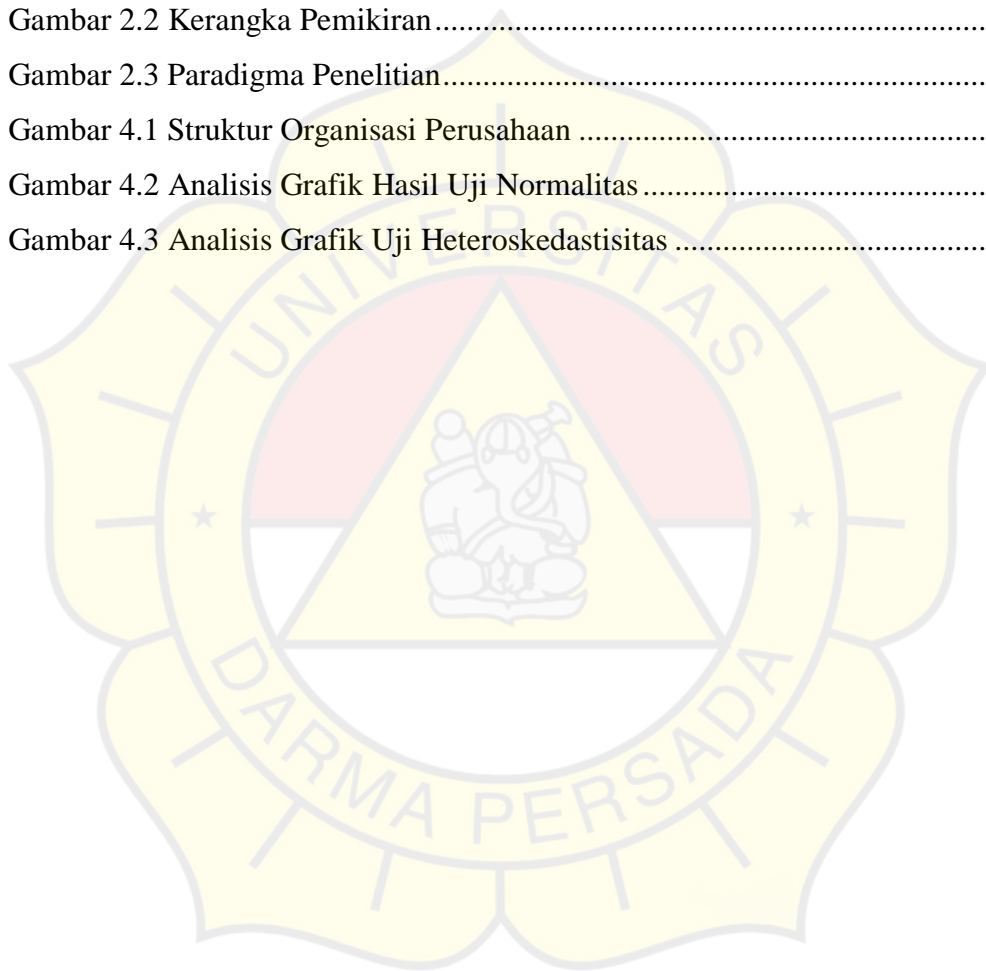 Gambar 2.2 Kerangka Pemikiran.....................................................................
Gambar 2.3 Paradigma Penelitian....................................................................
Gambar 4.1 Struktur Organisasi Perusahaan ...................................................
Gambar 4.2 Analisis Grafik Hasil Uji Normalitas...........................................
Gambar 4.3 Analisis Grafik Uji Heteroskedastisitas .......................................
UNIVERSITAS
DARMA PERSADA